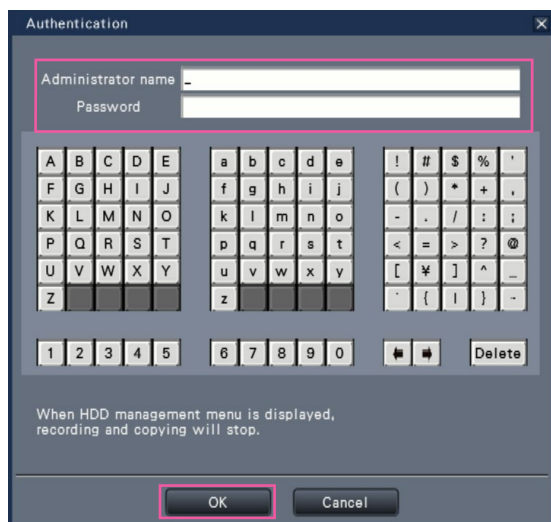 Authentication
Administrator name _
Password
A B C D E a b c d e ! # $ % '
F G H I J f g h i j ( ) * + ,
K L M N O k l m n o - . / : ;
P Q R S T p q r s t < = > ? @
U V W X Y u v w x y [ ¥ ] ^ _
Z z ` { | } ~
1 2 3 4 5 6 7 8 9 0 Delete
When HDD management menu is displayed,
recording and copying will stop.
OK Cancel